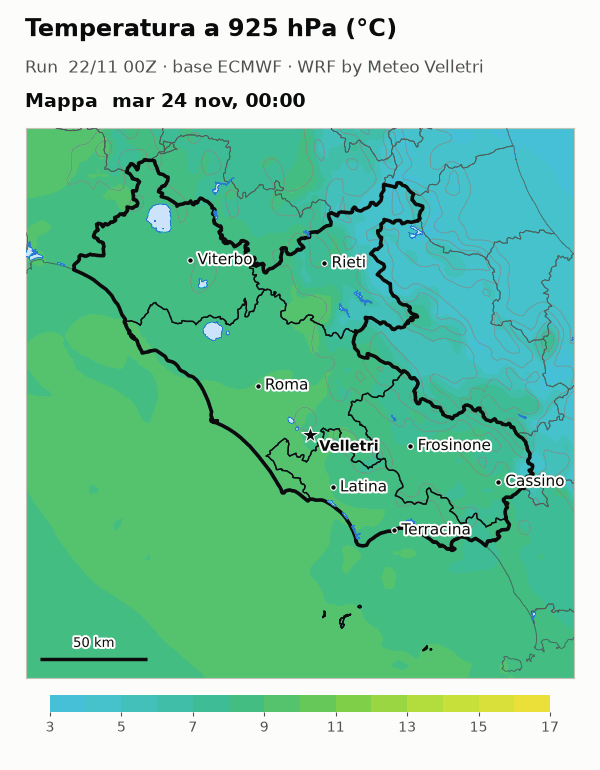 Temperatura a 925 hPa (°C)
Run  22/11 00Z · base ECMWF · WRF by Meteo Velletri
Mappa  mar 24 nov, 00:00
Viterbo
Rieti
Roma
Velletri
Frosinone
Cassino
Latina
Terracina
50 km
3 5 7 9 11 13 15 17